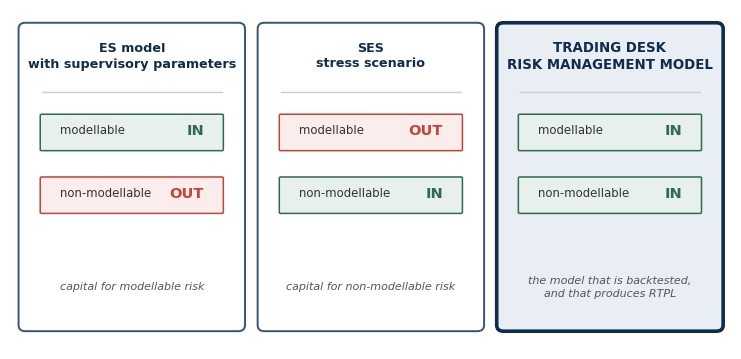 ES model
with supervisory parameters
modellable IN
non-modellable OUT
capital for modellable risk
SES
stress scenario
modellable OUT
non-modellable IN
capital for non-modellable risk
TRADING DESK
RISK MANAGEMENT MODEL
modellable IN
non-modellable IN
the model that is backtested,
and that produces RTPL